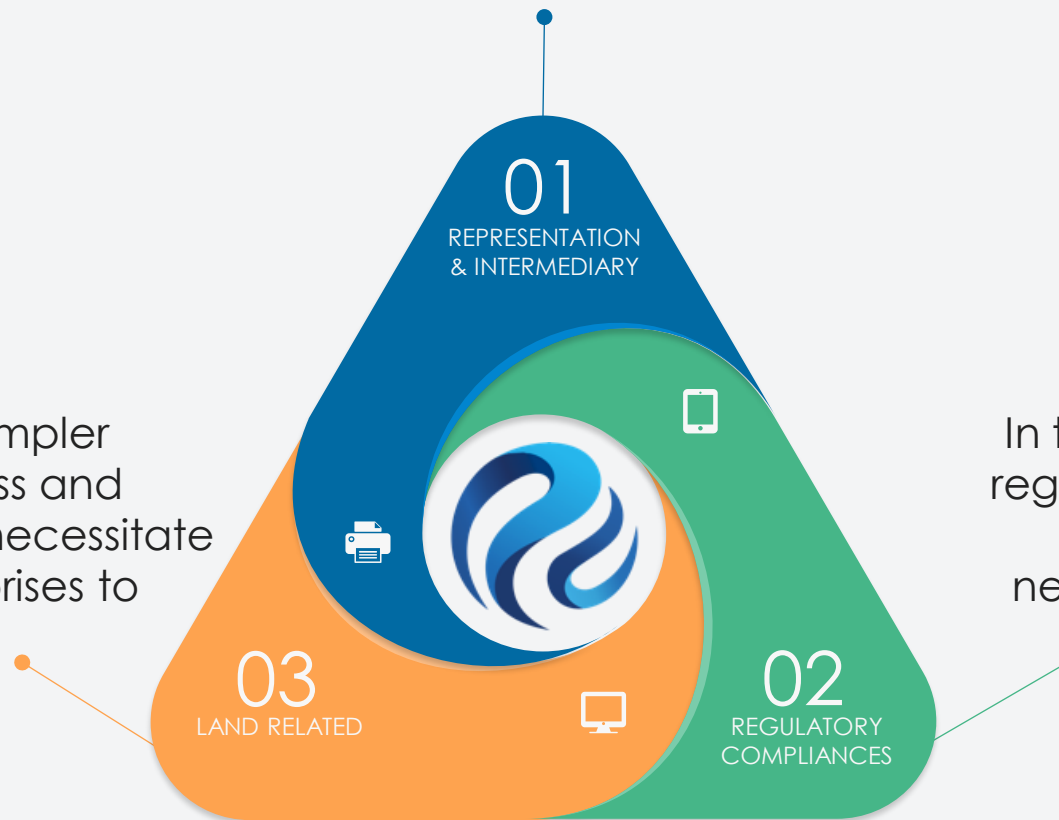 01
REPRESENTATION
& INTERMEDIARY
mpler
ss and
necessitate
rises to
In
reg
ne
03
LAND RELATED
02
REGULATORY
COMPLIANCES